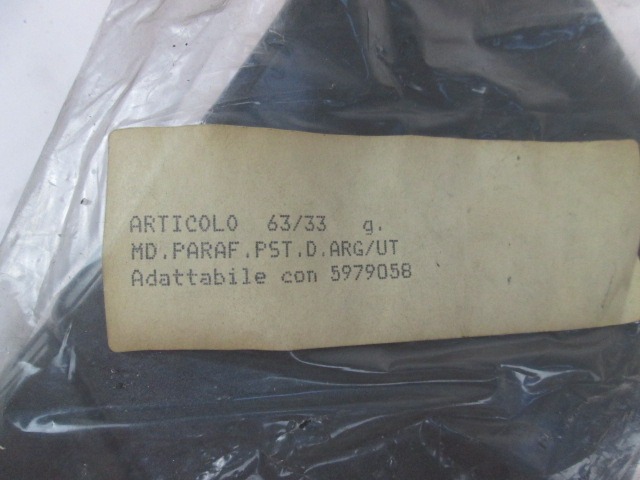 ARTICOLO 63/33 g.
MD.PARAF.PST.D.ARG/UT
Adattabile con 5979058